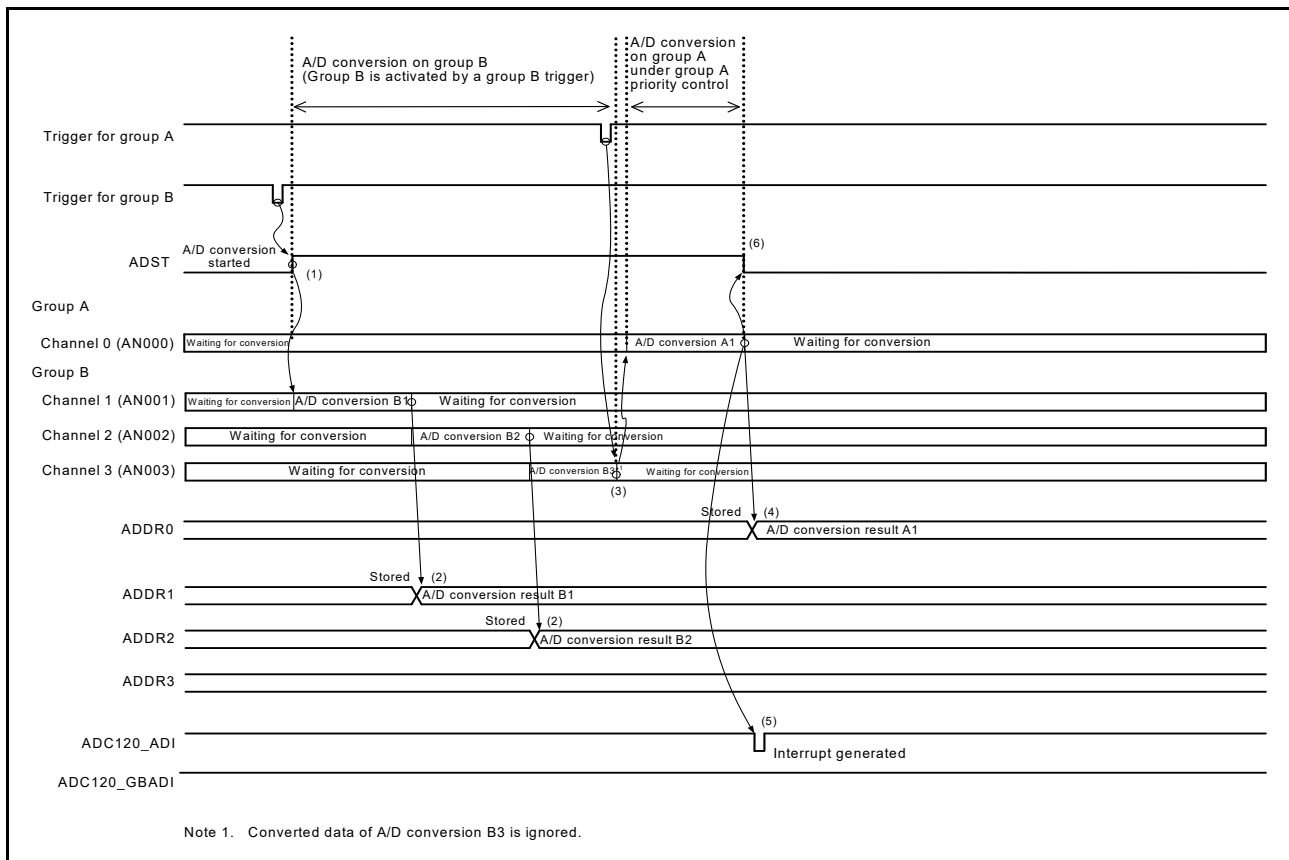 A/D conversion on group B
(Group B is activated by a group B trigger)
A/D conversion
on group A
under group A
priority control
Trigger for group A
Trigger for group B
A/D conversion
started
ADST
(1)
(6)
Group A
Channel 0 (AN000)
Waiting for conversion
A/D conversion A1
Waiting for conversion
Group B
Channel 1 (AN001)
Waiting for conversion
A/D conversion B1
Waiting for conversion
Channel 2 (AN002)
Waiting for conversion
A/D conversion B2
Waiting for conversion
Channel 3 (AN003)
Waiting for conversion
A/D conversion B3*1
Waiting for conversion
(3)
ADDR0
Stored
(4)
A/D conversion result A1
ADDR1
Stored
(2)
A/D conversion result B1
ADDR2
Stored
(2)
A/D conversion result B2
ADDR3
ADC120_ADI
(5)
Interrupt generated
ADC120_GBADI
Note 1. Converted data of A/D conversion B3 is ignored.